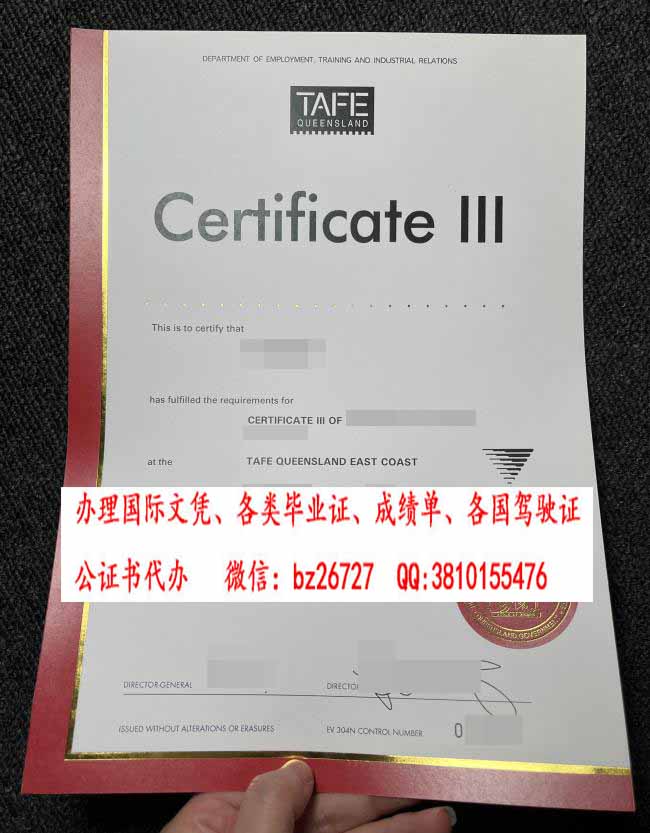 DEPARTMENT OF EMPLOYMENT, TRAINING AND INDUSTRIAL RELATIONS
TAFE
QUEENSLAND
Certificate III
This is to certify that
has fulfilled the requirements for
CERTIFICATE III OF
at the TAFE QUEENSLAND EAST COAST
办理国际文凭、各类毕业证、成绩单、各国驾驶证
公证书代办 微信: bz26727 QQ:3810155476
QUEENSLAND GOVERNMENT
DIRECTOR-GENERAL
ISSUED WITHOUT ALTERATIONS OR ERASURES EV 304N CONTROL NUMBER 0